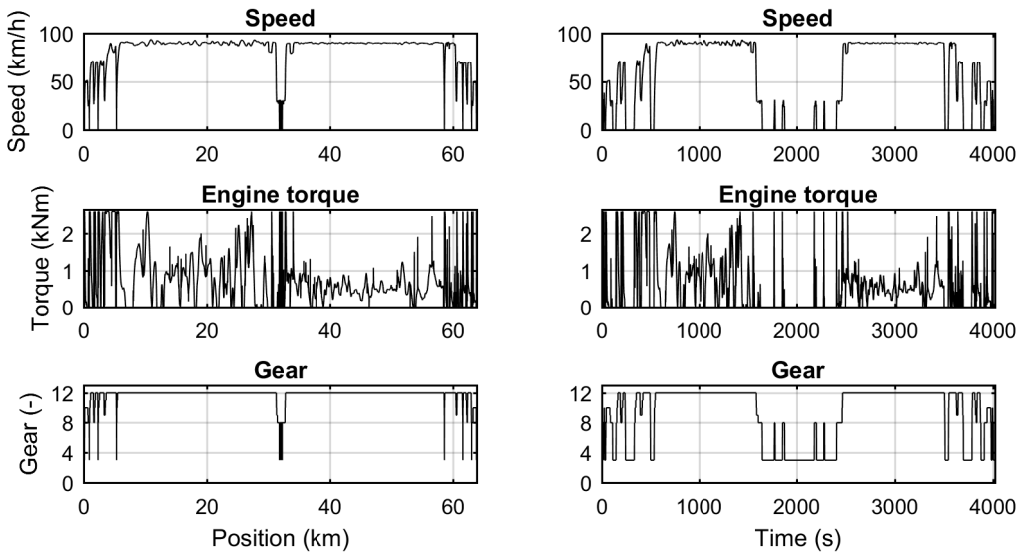 Speed Speed
Speed (km/h)
100 100
50 50
0 0
0 20 40 60 0 1000 2000 3000 4000
Engine torque Engine torque
Torque (kNm)
2 2
1 1
0 0
0 20 40 60 0 1000 2000 3000 4000
Gear Gear
Gear (-)
12 12
8 8
4 4
0 0
0 20 40 60 0 1000 2000 3000 4000
Position (km) Time (s)